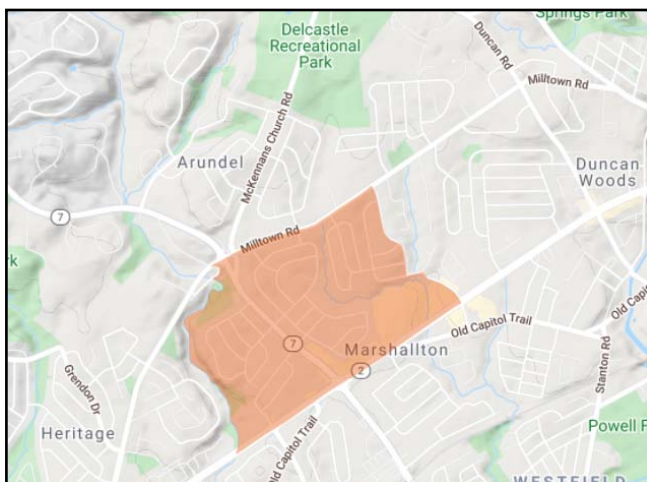 Springs Park
Delcastle
Recreational
Park
Duncan Rd
Milltown Rd
McKennans Church Rd
Arundel
Duncan
Woods
7
Milltown Rd
7
Marshallton
2
Old Capitol Trail
Old Capit
Stanton Rd
Grendon Dr
Heritage
Old Capitol Trail
Powell F
WESTFIELD